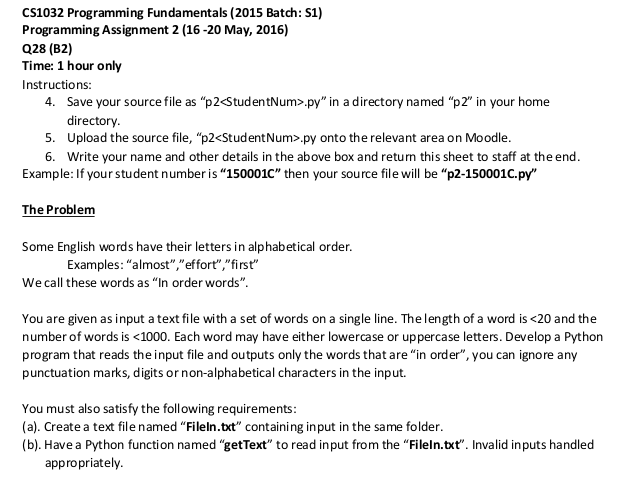 CS1032 Programming Fundamentals (2015 Batch: S1)
Programming Assignment 2 (16 -20 May, 2016)
Q28 (B2)
Time: 1 hour only
Instructions:
4. Save your source file as "p2<StudentNum>.py" in a directory named "p2" in your home
directory.
5. Upload the source file, "p2<StudentNum>.py onto the relevant area on Moodle.
6. Write your name and other details in the above box and return this sheet to staff at the end.
Example: If your student number is "150001C" then your source file will be "p2-150001C.py"
The Problem
Some English words have their letters in alphabetical order.
Examples: "almost","effort","first"
We call these words as "In order words".
You are given as input a text file with a set of words on a single line. The length of a word is <20 and the
number of words is <1000. Each word may have either lowercase or uppercase letters. Develop a Python
program that reads the input file and outputs only the words that are "in order", you can ignore any
punctuation marks, digits or non-alphabetical characters in the input.
You must also satisfy the following requirements:
(a). Create a text file named "FileIn.txt" containing input in the same folder.
(b). Have a Python function named "getText" to read input from the "FileIn.txt". Invalid inputs handled
appropriately.